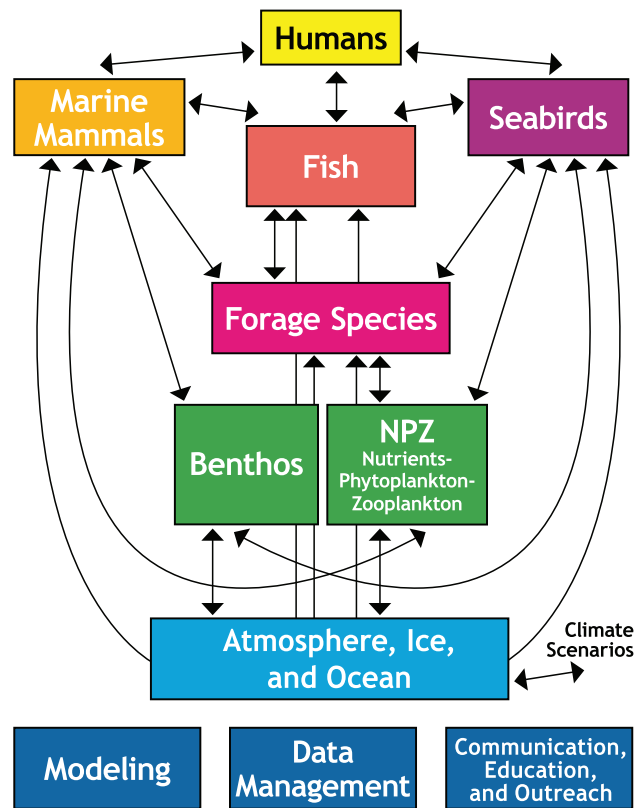 Humans
Marine
Mammals
Seabirds
Fish
Forage Species
Benthos
NPZ
Nutrients-
Phytoplankton-
Zooplankton
Atmosphere, Ice,
and Ocean
Climate
Scenarios
Modeling
Data
Management
Communication,
Education,
and Outreach